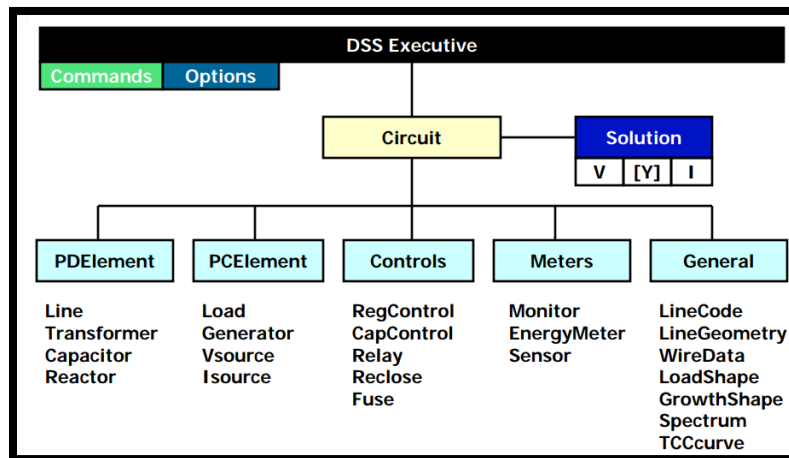 DSS Executive
Commands Options
Circuit
Solution
V [Y] I
PDElement
Line
Transformer
Capacitor
Reactor
PCElement
Load
Generator
Vsource
Isource
Controls
RegControl
CapControl
Relay
Reclose
Fuse
Meters
Monitor
EnergyMeter
Sensor
General
LineCode
LineGeometry
WireData
LoadShape
GrowthShape
Spectrum
TCCcurve